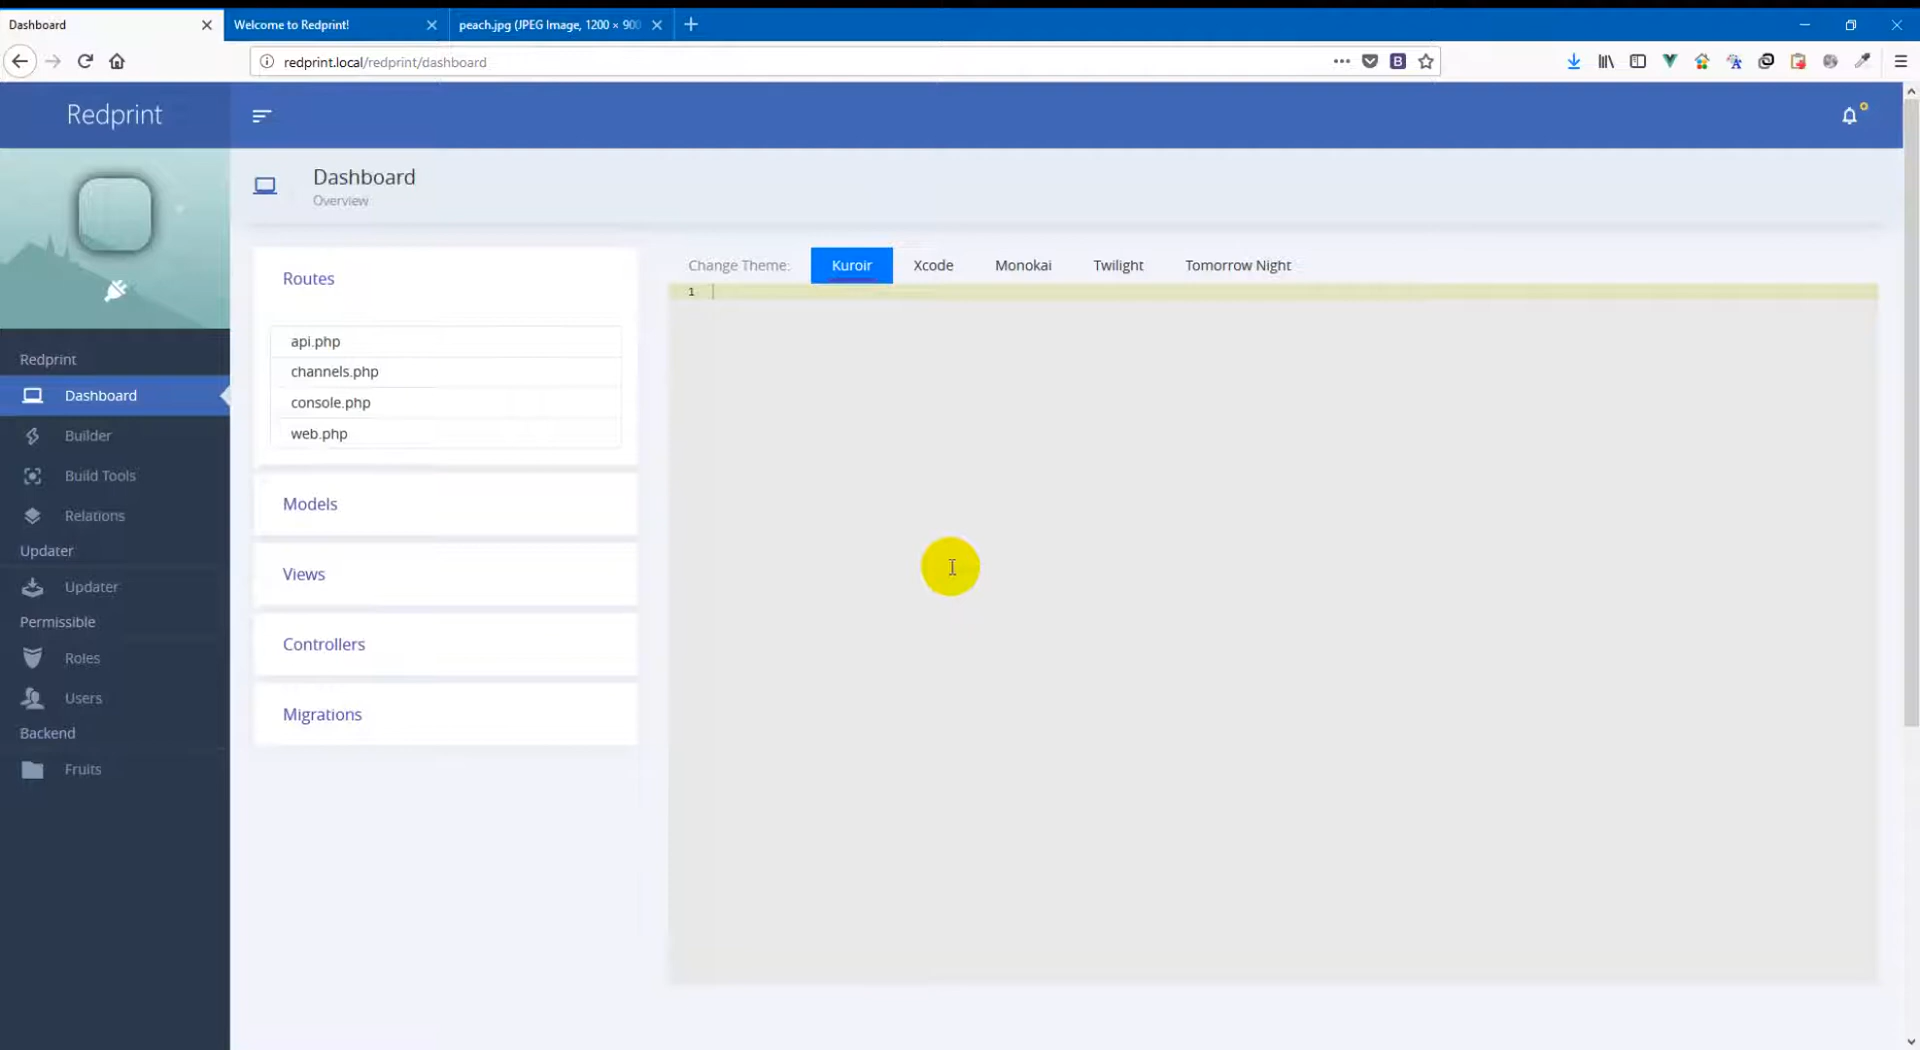 Dashboard
Welcome to Redprint!
peach.jpg (JPEG Image, 1200 × 900
redprint.local/redprint/dashboard
Redprint
Dashboard
Overview
Redprint
Dashboard
Builder
Build Tools
Relations
Updater
Updater
Permissible
Roles
Users
Backend
Fruits
Routes
api.php
channels.php
console.php
web.php
Models
Views
Controllers
Migrations
Change Theme: Kuroir Xcode Monokai Twilight Tomorrow Night
1